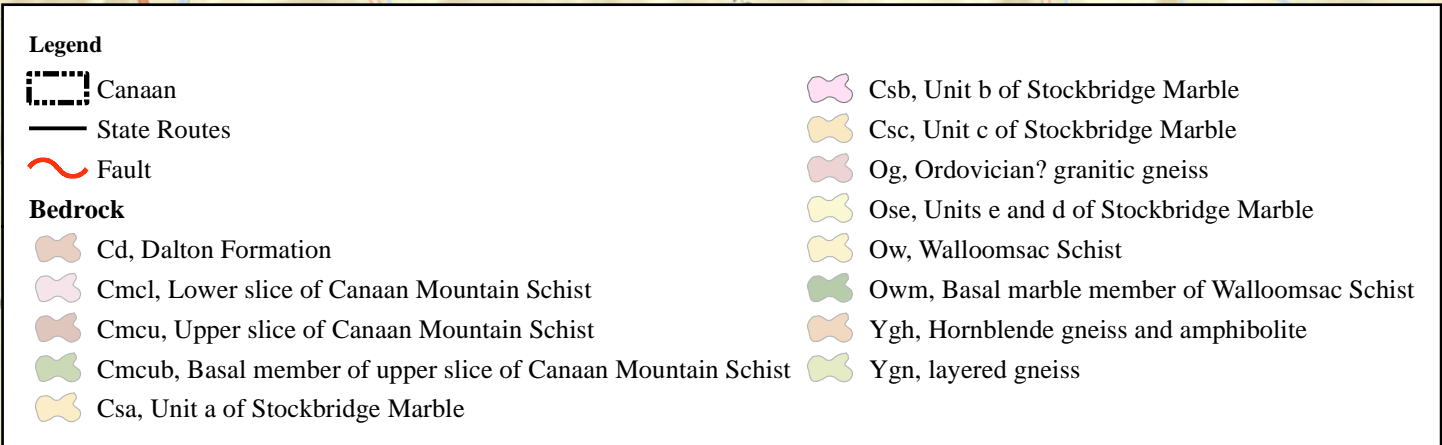 Legend
Canaan
State Routes
Fault
Bedrock
Cd, Dalton Formation
Cmcl, Lower slice of Canaan Mountain Schist
Cmcu, Upper slice of Canaan Mountain Schist
Cmcub, Basal member of upper slice of Canaan Mountain Schist
Csa, Unit a of Stockbridge Marble
Csb, Unit b of Stockbridge Marble
Csc, Unit c of Stockbridge Marble
Og, Ordovician? granitic gneiss
Ose, Units e and d of Stockbridge Marble
Ow, Walloomsac Schist
Owm, Basal marble member of Walloomsac Schist
Ygh, Hornblende gneiss and amphibolite
Ygn, layered gneiss